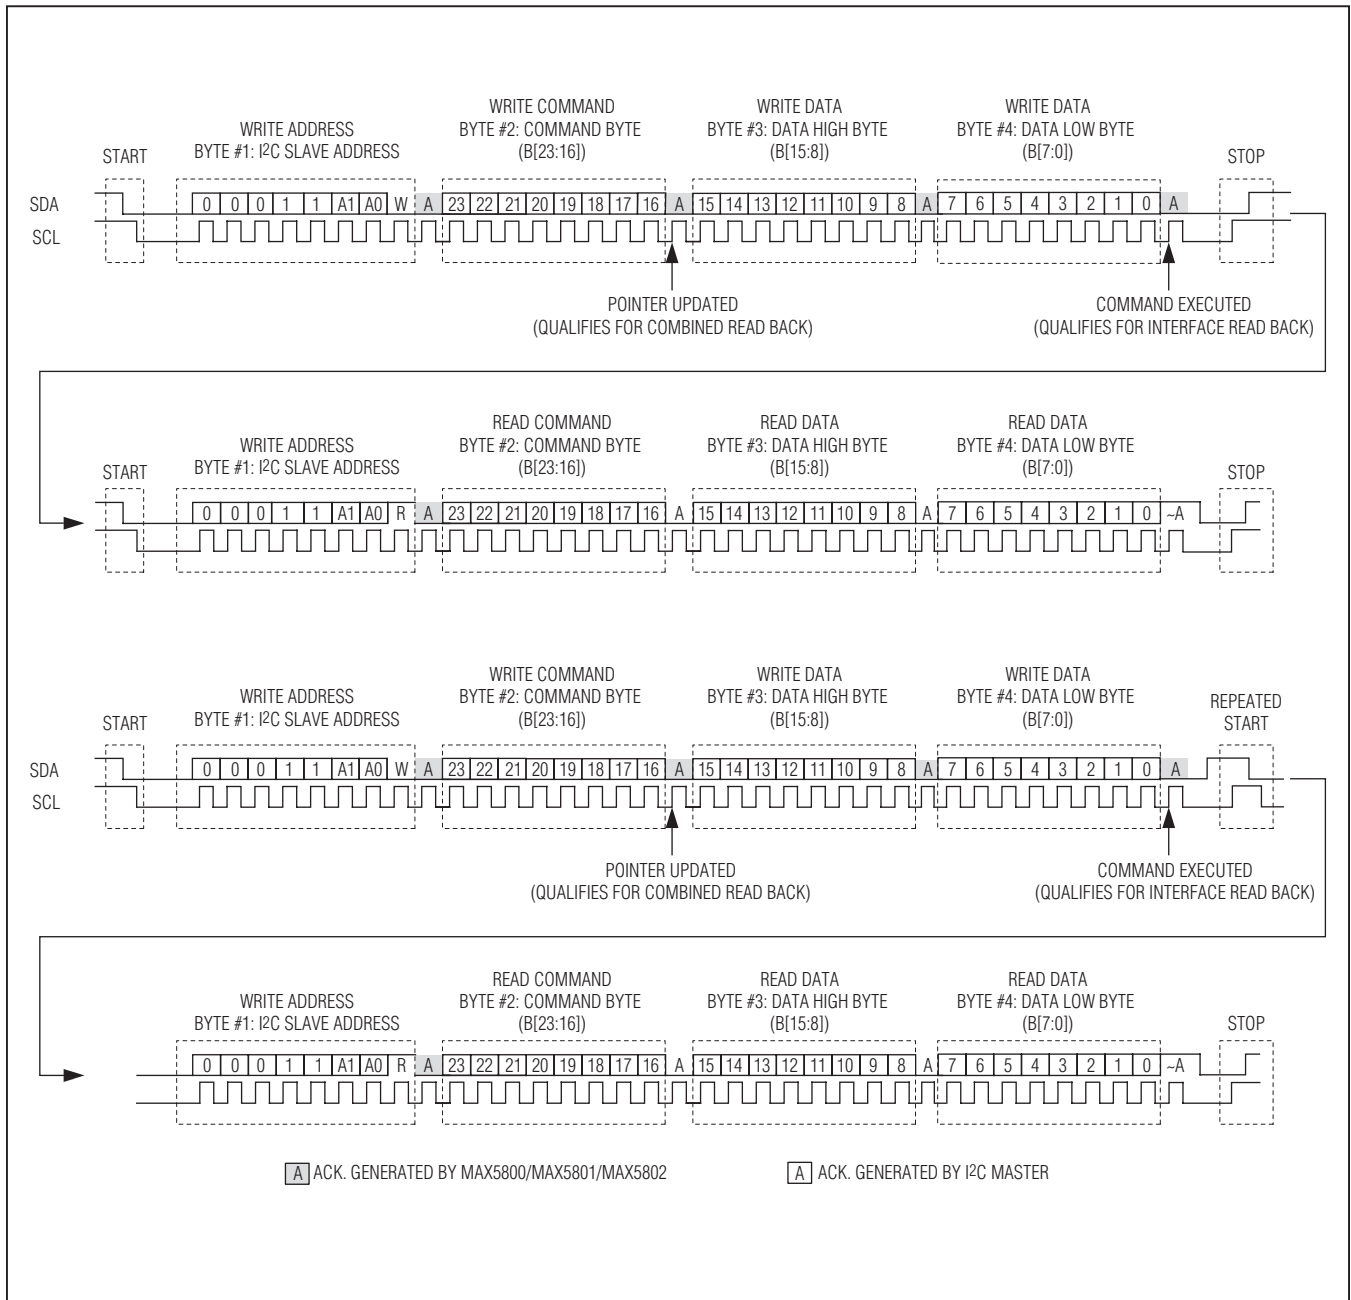 WRITE COMMAND WRITE DATA WRITE DATA
WRITE ADDRESS BYTE #2: COMMAND BYTE BYTE #3: DATA HIGH BYTE BYTE #4: DATA LOW BYTE
START BYTE #1: I2C SLAVE ADDRESS (B[23:16]) (B[15:8]) (B[7:0]) STOP
SDA 0 0 0 1 1 A1 A0 W A 23 22 21 20 19 18 17 16 A 15 14 13 12 11 10 9 8 A 7 6 5 4 3 2 1 0 A
SCL
POINTER UPDATED COMMAND EXECUTED
(QUALIFIES FOR COMBINED READ BACK) (QUALIFIES FOR INTERFACE READ BACK)
READ COMMAND READ DATA READ DATA
WRITE ADDRESS BYTE #2: COMMAND BYTE BYTE #3: DATA HIGH BYTE BYTE #4: DATA LOW BYTE
START BYTE #1: I2C SLAVE ADDRESS (B[23:16]) (B[15:8]) (B[7:0]) STOP
0 0 0 1 1 A1 A0 R A 23 22 21 20 19 18 17 16 A 15 14 13 12 11 10 9 8 A 7 6 5 4 3 2 1 0 ~A
WRITE COMMAND WRITE DATA WRITE DATA
WRITE ADDRESS BYTE #2: COMMAND BYTE BYTE #3: DATA HIGH BYTE BYTE #4: DATA LOW BYTE REPEATED
START BYTE #1: I2C SLAVE ADDRESS (B[23:16]) (B[15:8]) (B[7:0]) START
SDA 0 0 0 1 1 A1 A0 W A 23 22 21 20 19 18 17 16 A 15 14 13 12 11 10 9 8 A 7 6 5 4 3 2 1 0 A
SCL
POINTER UPDATED COMMAND EXECUTED
(QUALIFIES FOR COMBINED READ BACK) (QUALIFIES FOR INTERFACE READ BACK)
READ COMMAND READ DATA READ DATA
WRITE ADDRESS BYTE #2: COMMAND BYTE BYTE #3: DATA HIGH BYTE BYTE #4: DATA LOW BYTE
BYTE #1: I2C SLAVE ADDRESS (B[23:16]) (B[15:8]) (B[7:0]) STOP
0 0 0 1 1 A1 A0 R A 23 22 21 20 19 18 17 16 A 15 14 13 12 11 10 9 8 A 7 6 5 4 3 2 1 0 ~A
A ACK. GENERATED BY MAX5800/MAX5801/MAX5802 A ACK. GENERATED BY I2C MASTER